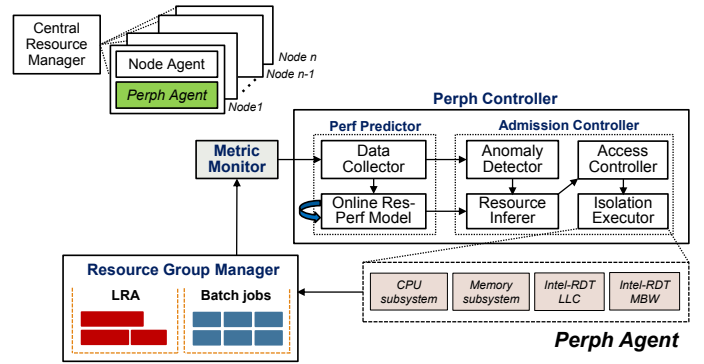 Central
Resource
Manager
Node Agent
Perph Agent
Node n
Node n-1
Node1
Perph Controller
Perf Predictor
Admission Controller
Metric
Monitor
Data
Collector
Anomaly
Detector
Access
Controller
Online Res-
Perf Model
Resource
Inferer
Isolation
Executor
Resource Group Manager
LRA
Batch jobs
CPU
subsystem
Memory
subsystem
Intel-RDT
LLC
Intel-RDT
MBW
Perph Agent